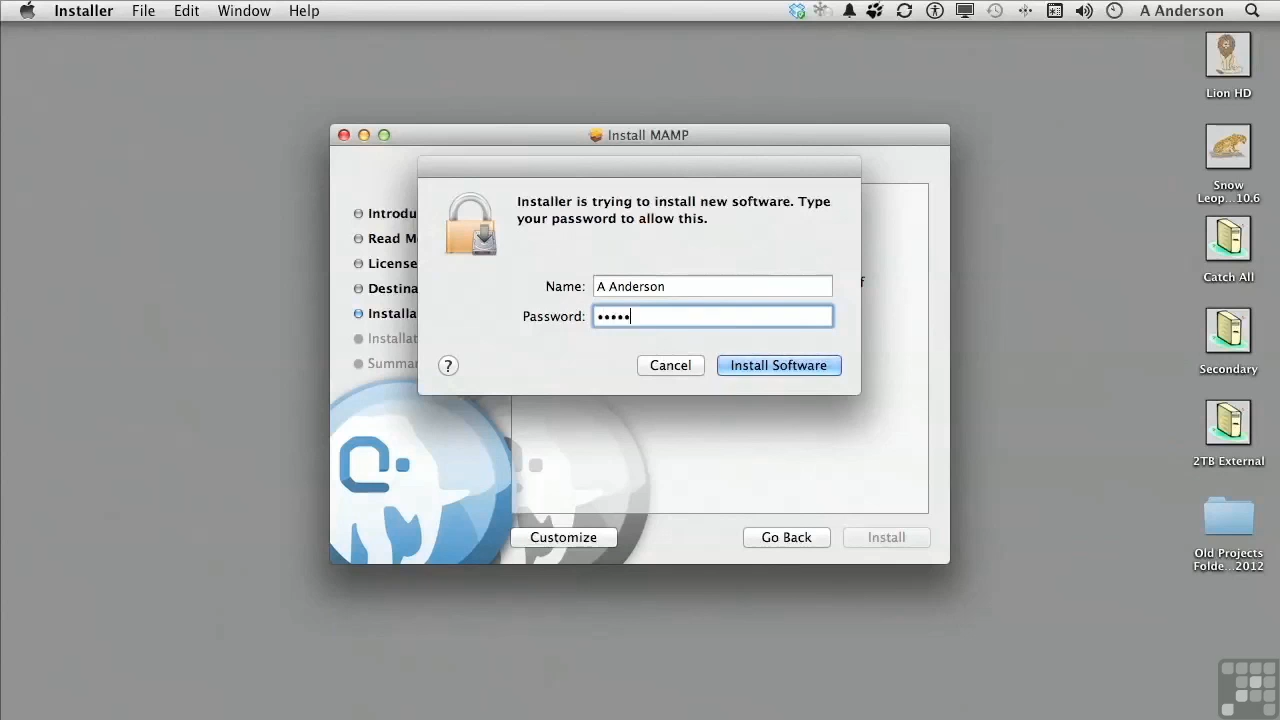 Installer File Edit Window Help A Anderson
Lion HD
Snow
Leop...10.6
Catch All
Secondary
2TB External
Old Projects
Folde...2012
Install MAMP
Introdu
Read M
License
Destina
Installa
Installat
Summar
Installer is trying to install new software. Type
your password to allow this.
Name: A Anderson
Password: •••••
?
Cancel
Install Software
f
Customize
Go Back
Install